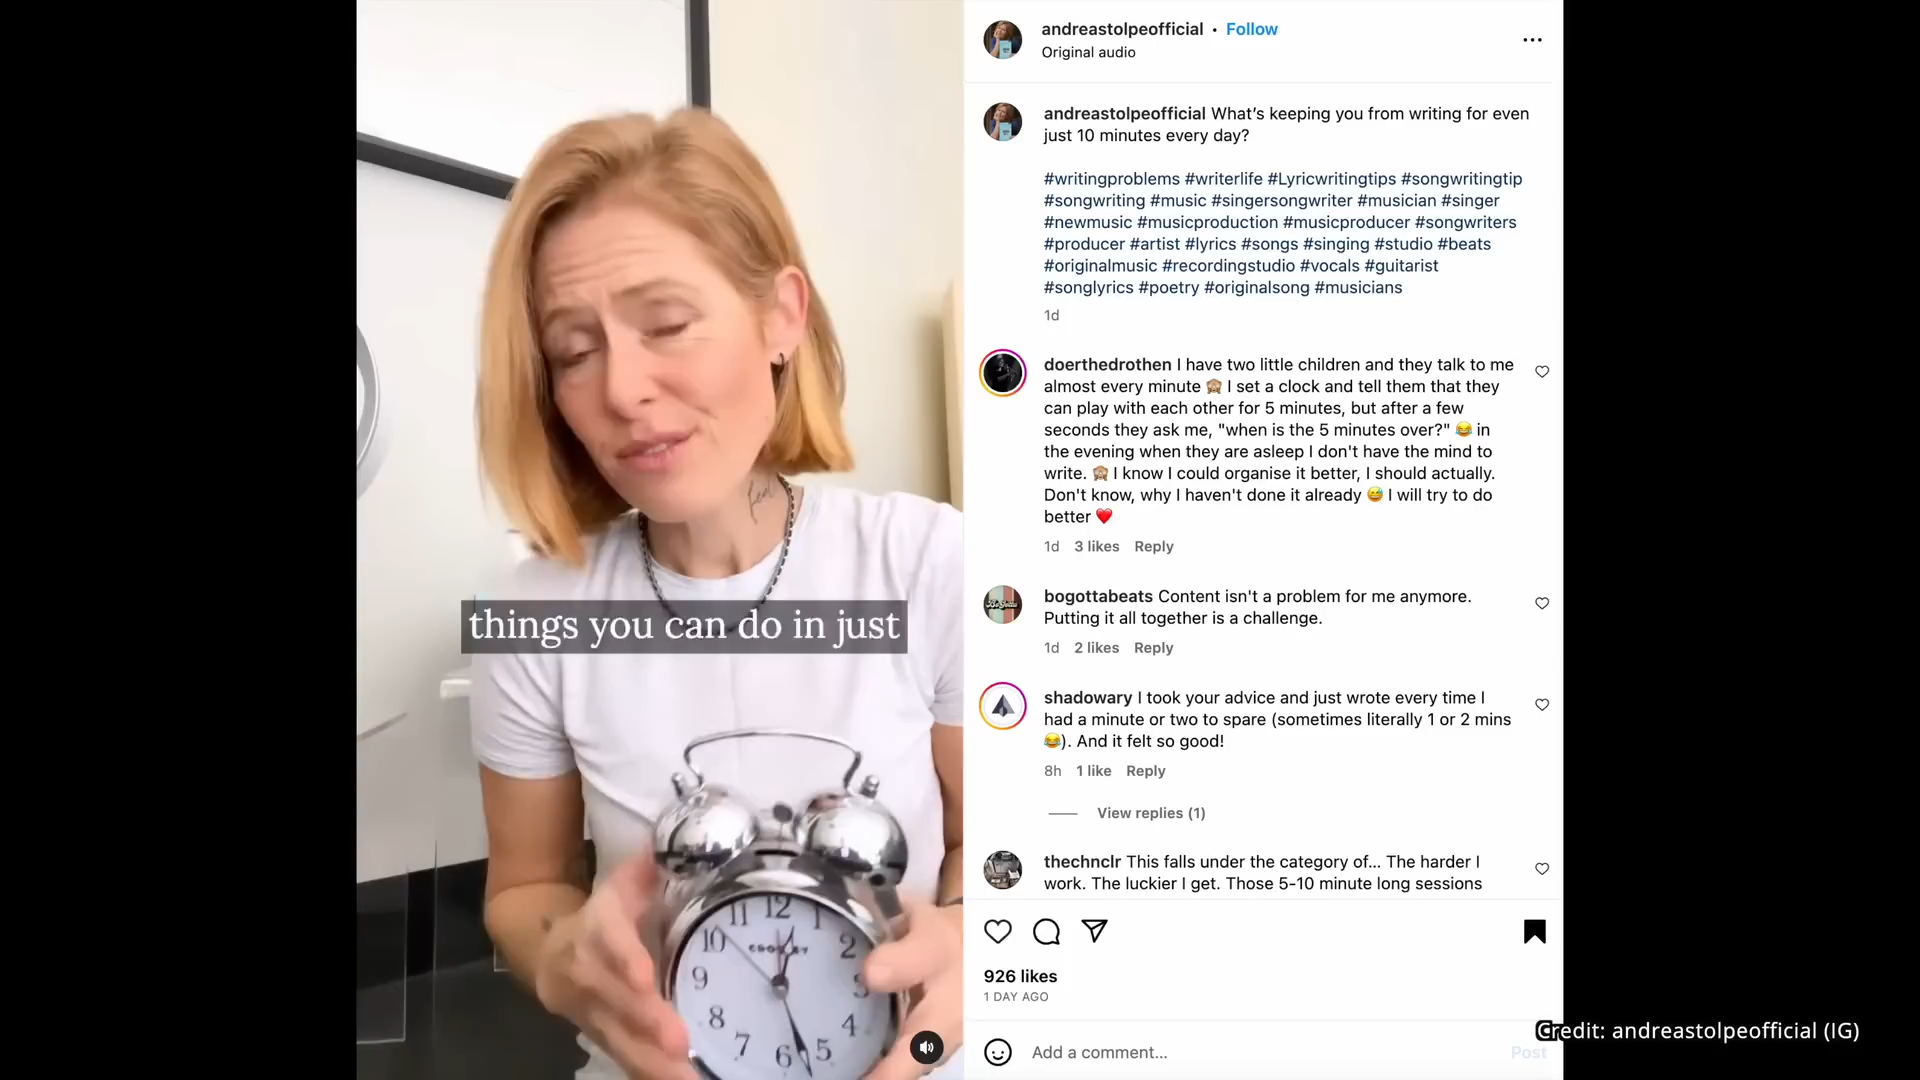 things you can do in just
11 12 1
10 2
9 3
8 4
7 6 5
andreastolpeofficial • Follow
Original audio
andreastolpeofficial What’s keeping you from writing for even
just 10 minutes every day?
#writingproblems #writerlife #Lyricwritingtips #songwritingtip
#songwriting #music #singersongwriter #musician #singer
#newmusic #musicproduction #musicproducer #songwriters
#producer #artist #lyrics #songs #singing #studio #beats
#originalmusic #recordingstudio #vocals #guitarist
#songlyrics #poetry #originalsong #musicians
1d
doerthedrothen I have two little children and they talk to me
almost every minute 🙈 I set a clock and tell them that they
can play with each other for 5 minutes, but after a few
seconds they ask me, "when is the 5 minutes over?" 😂 in
the evening when they are asleep I don't have the mind to
write. 🙈 I know I could organise it better, I should actually.
Don't know, why I haven't done it already 😅 I will try to do
better ❤️
1d 3 likes Reply
bogottabeats Content isn't a problem for me anymore.
Putting it all together is a challenge.
1d 2 likes Reply
shadowary I took your advice and just wrote every time I
had a minute or two to spare (sometimes literally 1 or 2 mins
😂). And it felt so good!
8h 1 like Reply
View replies (1)
thechnclr This falls under the category of... The harder I
work. The luckier I get. Those 5-10 minute long sessions
926 likes
1 DAY AGO
Add a comment...
Post
Credit: andreastolpeofficial (IG)